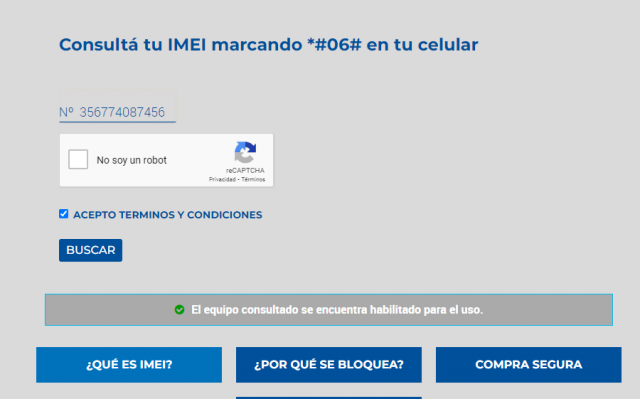 Consultá tu IMEI marcando *#06# en tu celular
Nº 356774087456
No soy un robot
reCAPTCHA
Privacidad - Términos
ACEPTO TERMINOS Y CONDICIONES
BUSCAR
El equipo consultado se encuentra habilitado para el uso.
¿QUÉ ES IMEI? ¿POR QUÉ SE BLOQUEA? COMPRA SEGURA